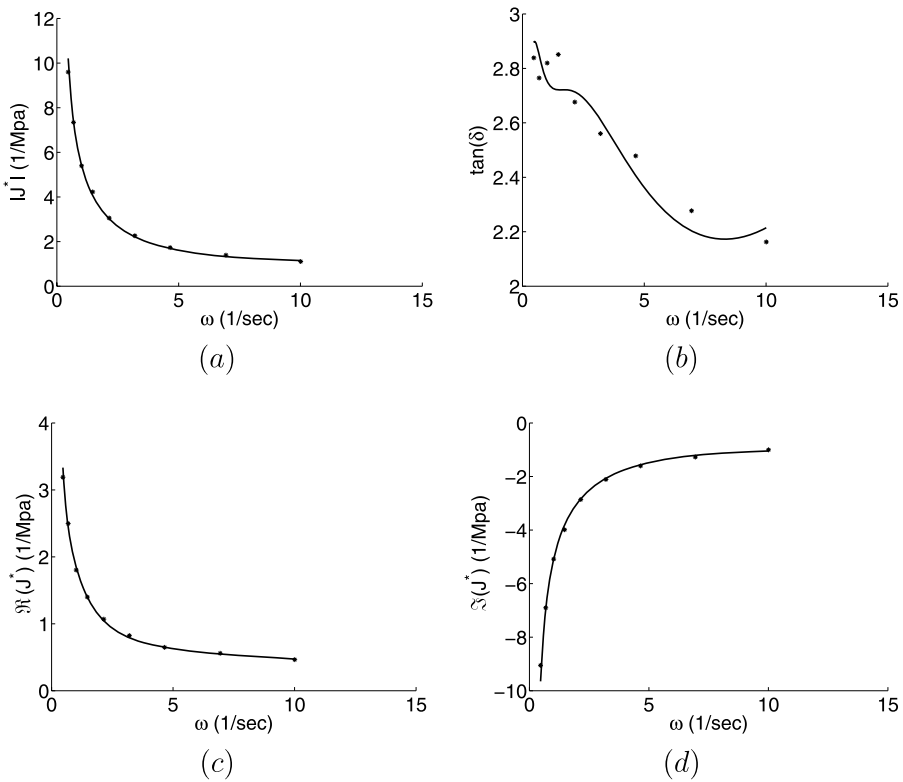 12
10
8
6
4
2
0
0 5 10 15
|J*| (1/Mpa)
ω (1/sec)
(a)
3
2.8
2.6
2.4
2.2
2
0 5 10 15
tan(δ)
ω (1/sec)
(b)
4
3
2
1
0
0 5 10 15
ℜ(J*) (1/Mpa)
ω (1/sec)
(c)
0
−2
−4
−6
−8
−10
0 5 10 15
ℑ(J*) (1/Mpa)
ω (1/sec)
(d)